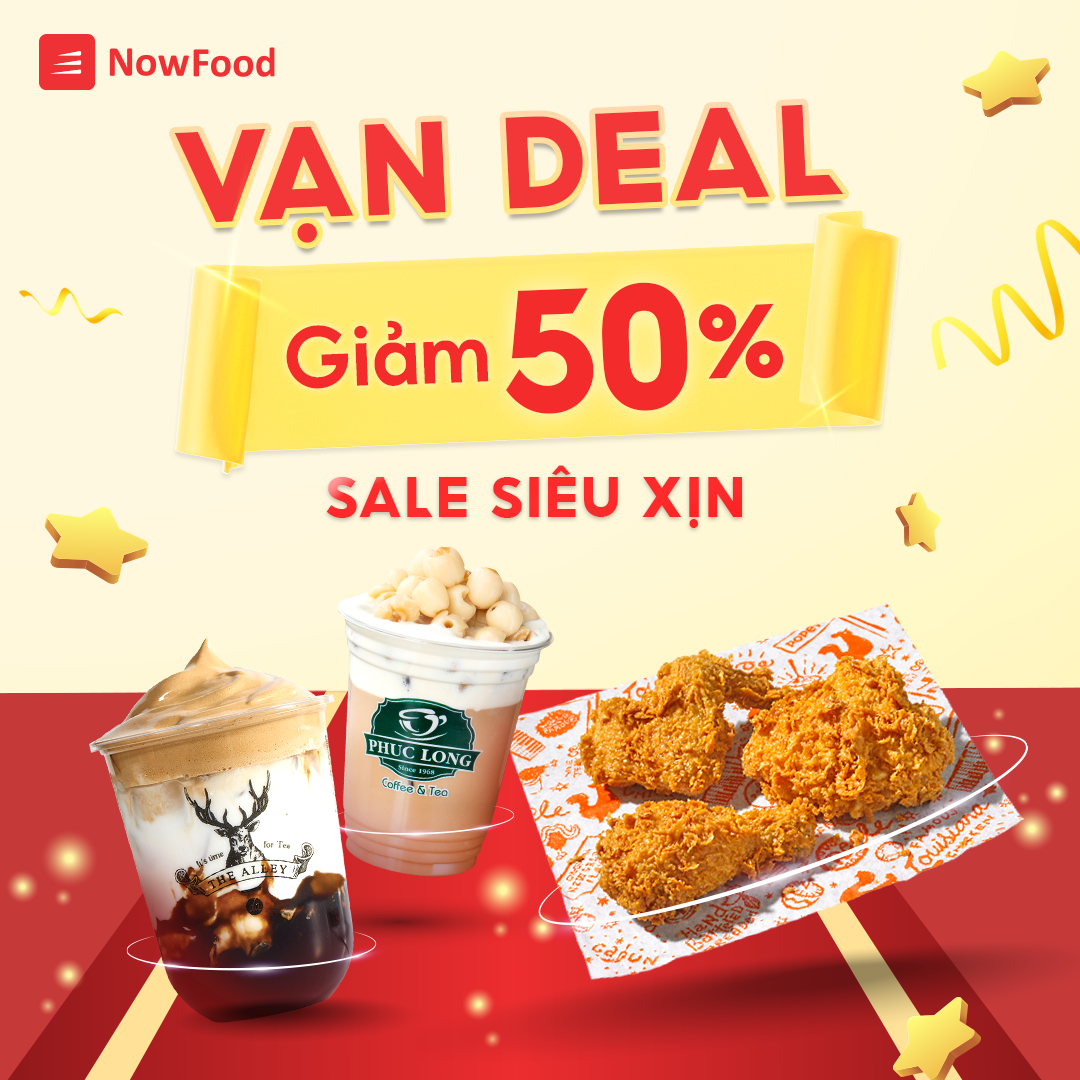 NowFood
VẠN DEAL
Giảm 50%
SALE SIÊU XỊN
PHUC LONG
Since 1968
Coffee & Tea
It's time for Tea
THE ALLEY
Louisiana